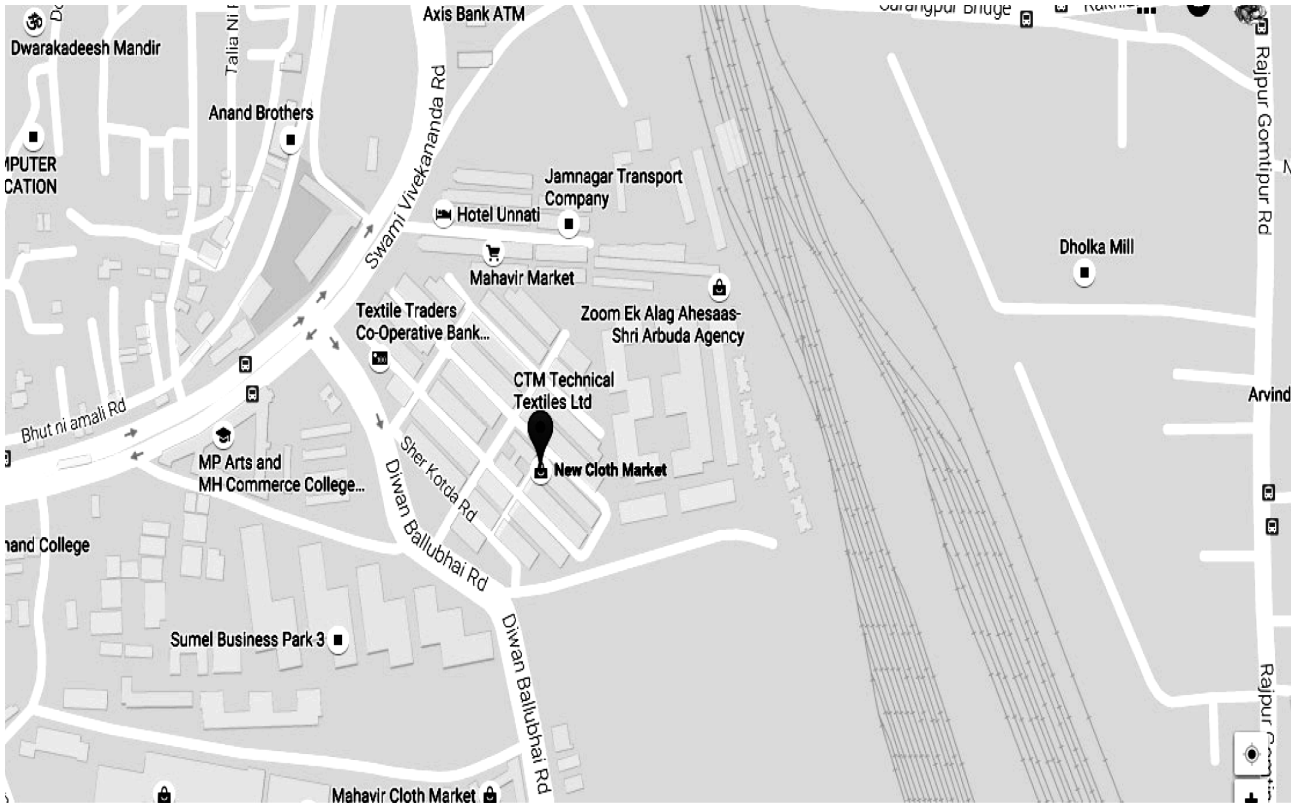 Axis Bank ATM
Dwarakadeesh Mandir
Talia Ni
Anand Brothers
Swami Vivekananda Rd
Rajpur Gomtipur Rd
Jamnagar Transport
Company
Hotel Unnati
Mahavir Market
Dholka Mill
Textile Traders
Co-Operative Bank...
Zoom Ek Alag Ahesaas-
Shri Arbuda Agency
CTM Technical
Textiles Ltd
Arvind
Bhut ni amali Rd
MP Arts and
MH Commerce College...
Sher Kotda Rd
New Cloth Market
Diwan Ballubhai Rd
College
Sumel Business Park 3
Diwan Ballubhai Rd
Rajpur
Mahavir Cloth Market